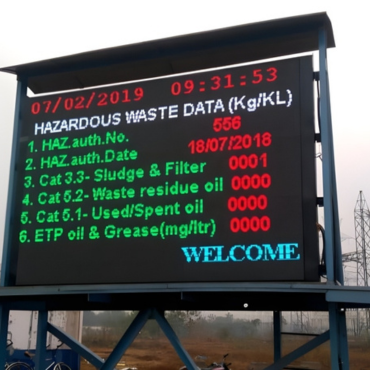 07/02/2019 09:31:53
HAZARDOUS WASTE DATA (Kg/KL)
1. HAZ.auth.No. 556
2. HAZ.auth.Date 18/07/2018
3. Cat 3.3- Sludge & Filter 0001
4. Cat 5.2- Waste residue oil 0000
5. Cat 5.1- Used/Spent oil 0000
6. ETP oil & Grease(mg/ltr) 0000
WELCOME